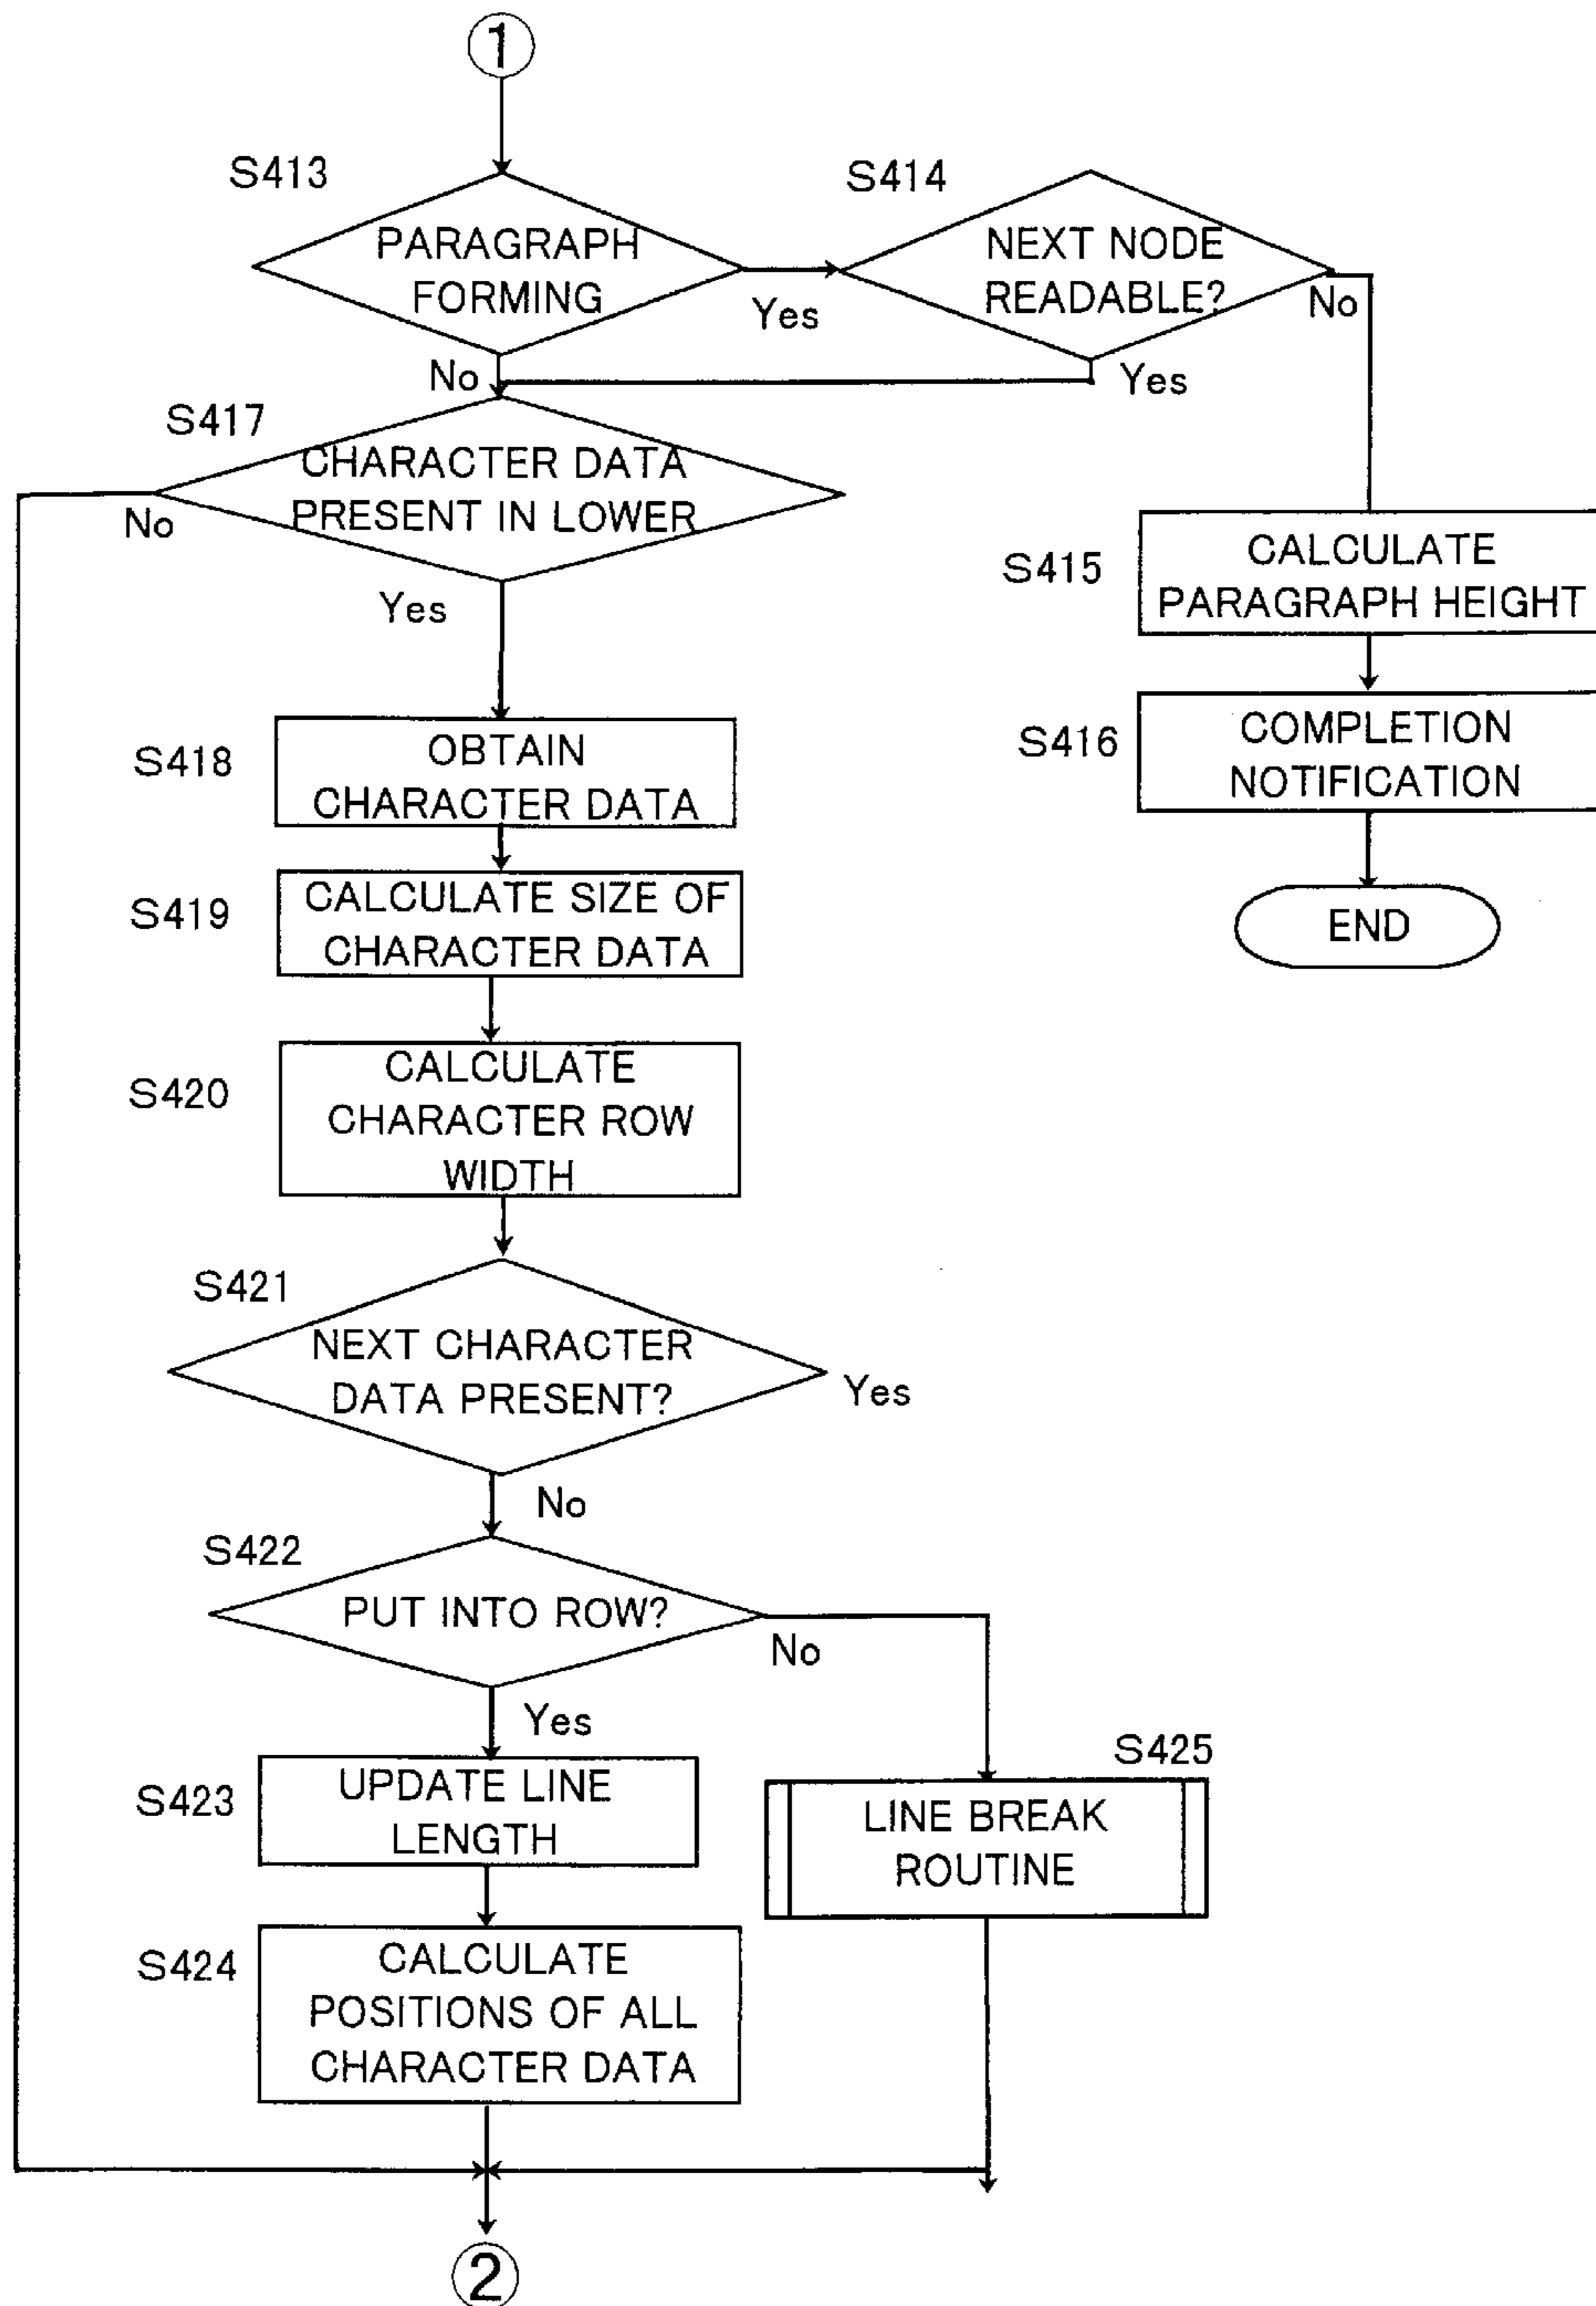 1
S413
PARAGRAPH
FORMING
Yes
No
S414
NEXT NODE
READABLE?
No
Yes
S417
CHARACTER DATA
PRESENT IN LOWER
No
Yes
S415
CALCULATE
PARAGRAPH HEIGHT
S416
COMPLETION
NOTIFICATION
END
S418
OBTAIN
CHARACTER DATA
S419
CALCULATE SIZE OF
CHARACTER DATA
S420
CALCULATE
CHARACTER ROW
WIDTH
S421
NEXT CHARACTER
DATA PRESENT?
Yes
No
S422
PUT INTO ROW?
No
Yes
S423
UPDATE LINE
LENGTH
S425
LINE BREAK
ROUTINE
S424
CALCULATE
POSITIONS OF ALL
CHARACTER DATA
2